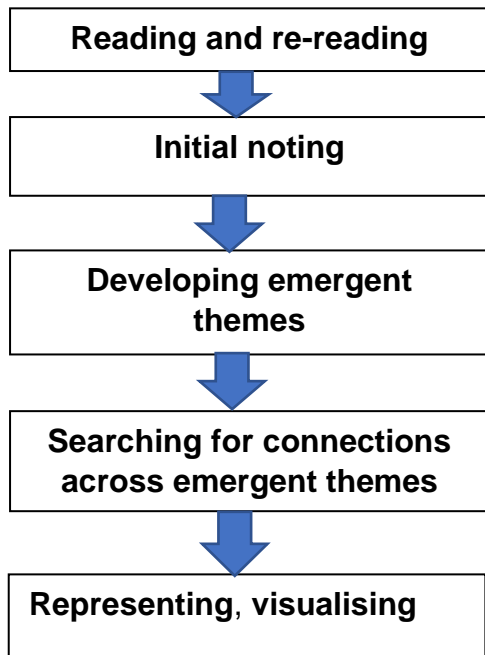 Reading and re-reading
Initial noting
Developing emergent
themes
Searching for connections
across emergent themes
Representing, visualising